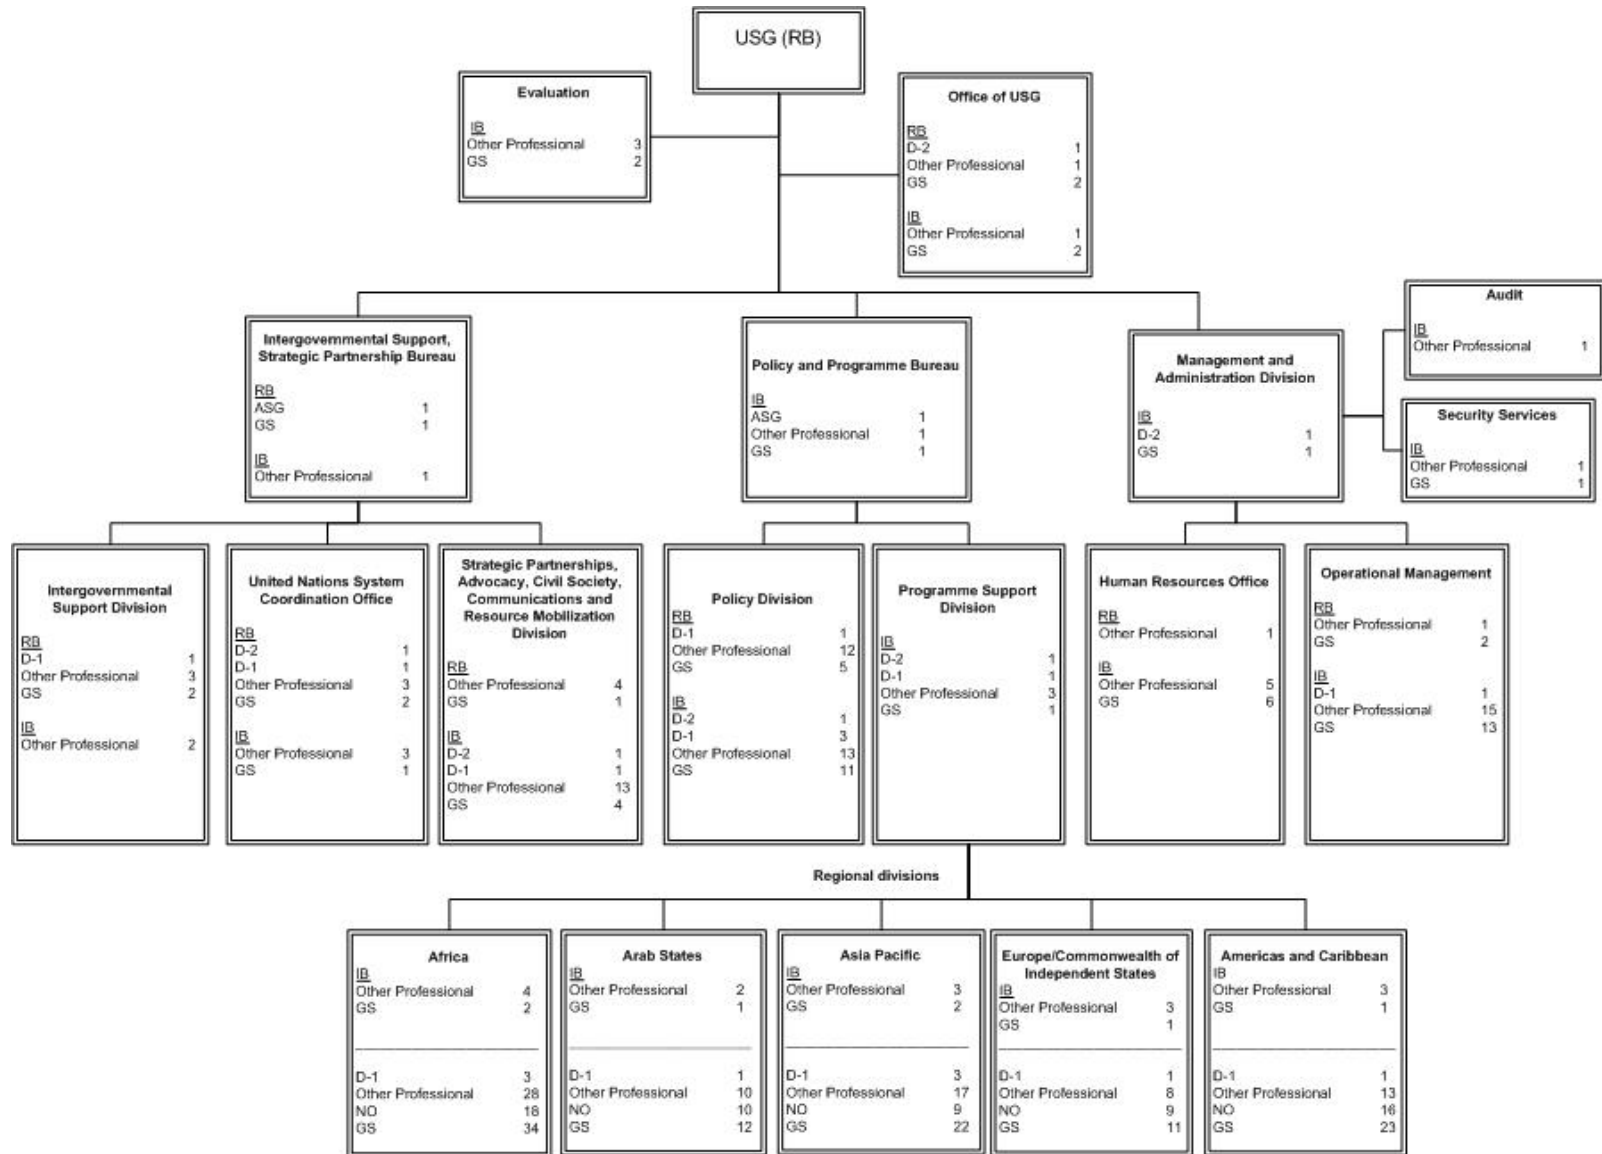 USG (RB)
Evaluation
IB
Other Professional 3
GS 2
Office of USG
RB
D-2 1
Other Professional 1
GS 2
IB
Other Professional 1
GS 2
Intergovernmental Support,
Strategic Partnership Bureau
RB
ASG 1
GS 1
IB
Other Professional 1
Policy and Programme Bureau
IB
ASG 1
Other Professional 1
GS 1
Management and
Administration Division
IB
D-2 1
GS 1
Audit
IB
Other Professional 1
Security Services
IB
Other Professional 1
GS 1
Intergovernmental
Support Division
RB
D-1 1
Other Professional 3
GS 2
IB
Other Professional 2
United Nations System
Coordination Office
RB
D-2 1
D-1 1
Other Professional 3
GS 2
IB
Other Professional 3
GS 1
Strategic Partnerships,
Advocacy, Civil Society,
Communications and
Resource Mobilization
Division
RB
Other Professional 4
GS 1
IB
D-2 1
D-1 1
Other Professional 13
GS 4
Policy Division
RB
D-1 1
Other Professional 12
GS 5
IB
D-2 1
D-1 3
Other Professional 13
GS 11
Programme Support
Division
IB
D-2 1
D-1 1
Other Professional 3
GS 1
Human Resources Office
RB
Other Professional 1
IB
Other Professional 5
GS 6
Operational Management
RB
Other Professional 1
GS 2
IB
D-1 1
Other Professional 15
GS 13
Regional divisions
Africa
IB
Other Professional 4
GS 2
D-1 3
Other Professional 28
NO 18
GS 34
Arab States
IB
Other Professional 2
GS 1
D-1 1
Other Professional 10
NO 10
GS 12
Asia Pacific
IB
Other Professional 3
GS 2
D-1 3
Other Professional 17
NO 9
GS 22
Europe/Commonwealth of
Independent States
IB
Other Professional 3
GS 1
D-1 1
Other Professional 8
NO 9
GS 11
Americas and Caribbean
IB
Other Professional 3
GS 1
D-1 1
Other Professional 13
NO 16
GS 23